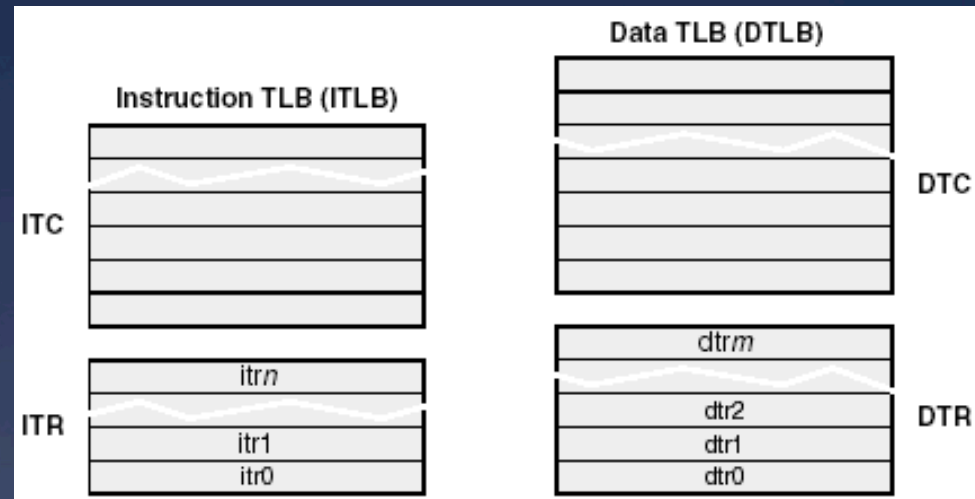 Data TLB (DTLB)
Instruction TLB (ITLB)
ITC
DTC
itrn
ITR
itr1
itr0
dtrm
dtr2
DTR
dtr1
dtr0